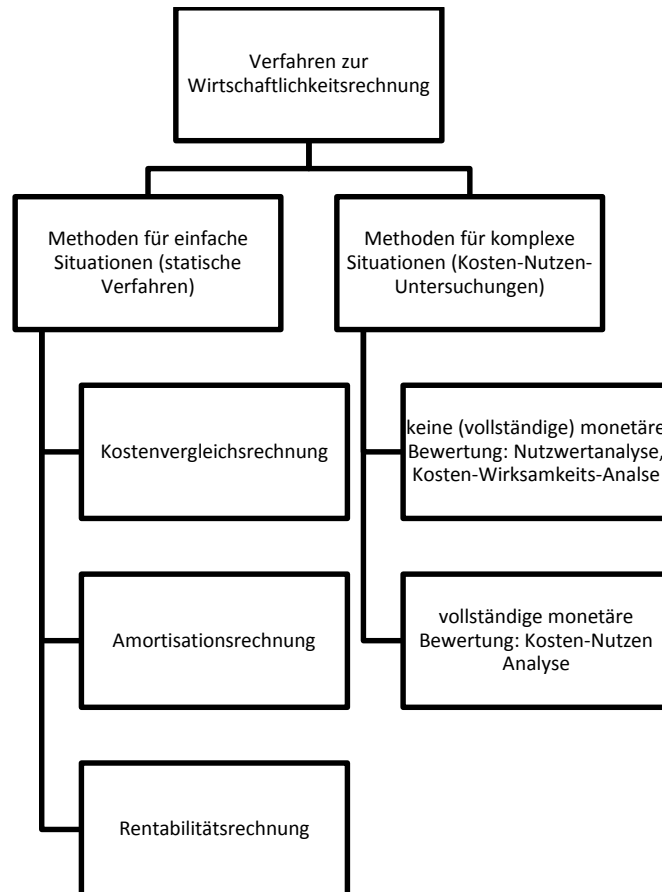 Verfahren zur
Wirtschaftlichkeitsrechnung
Methoden für einfache
Situationen (statische
Verfahren)
Methoden für komplexe
Situationen (Kosten-Nutzen-
Untersuchungen)
Kostenvergleichsrechnung
Amortisationsrechnung
Rentabilitätsrechnung
keine (vollständige) monetäre
Bewertung: Nutzwertanalyse,
Kosten-Wirksamkeits-Analse
vollständige monetäre
Bewertung: Kosten-Nutzen
Analyse